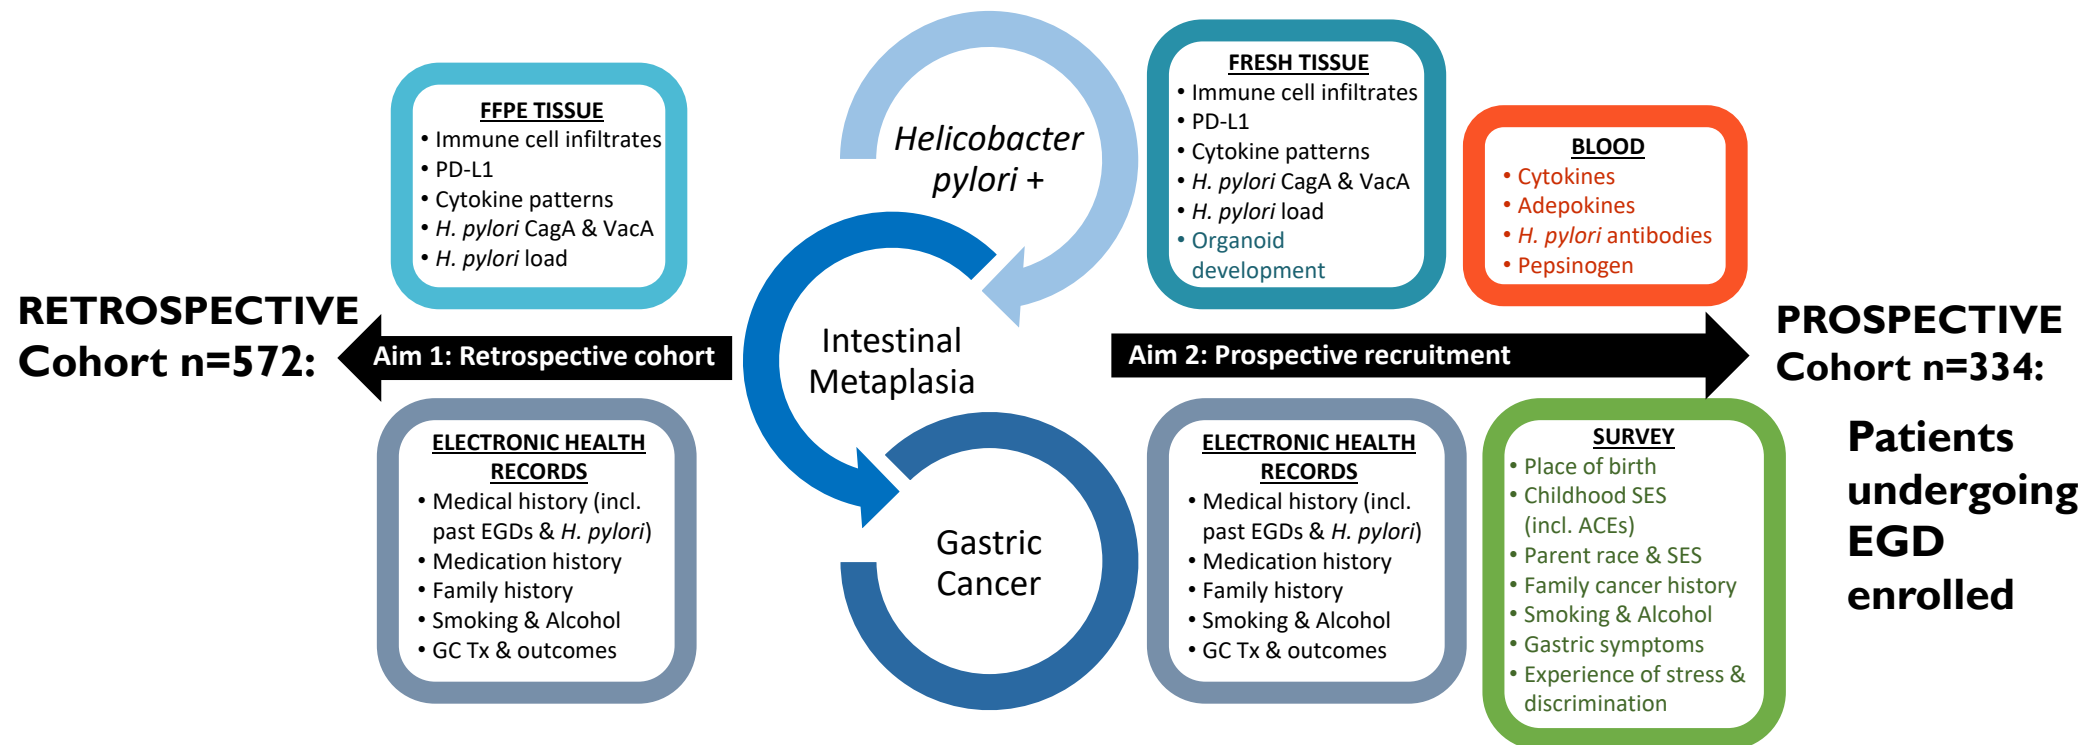 RETROSPECTIVE
Cohort n=572:
FFPE TISSUE
• Immune cell infiltrates
• PD-L1
• Cytokine patterns
• H. pylori CagA & VacA
• H. pylori load
Aim 1: Retrospective cohort
ELECTRONIC HEALTH
RECORDS
• Medical history (incl.
past EGDs & H. pylori)
• Medication history
• Family history
• Smoking & Alcohol
• GC Tx & outcomes
Helicobacter
pylori +
Intestinal
Metaplasia
Gastric
Cancer
FRESH TISSUE
• Immune cell infiltrates
• PD-L1
• Cytokine patterns
• H. pylori CagA & VacA
• H. pylori load
• Organoid
development
BLOOD
• Cytokines
• Adepokines
• H. pylori antibodies
• Pepsinogen
Aim 2: Prospective recruitment
ELECTRONIC HEALTH
RECORDS
• Medical history (incl.
past EGDs & H. pylori)
• Medication history
• Family history
• Smoking & Alcohol
• GC Tx & outcomes
SURVEY
• Place of birth
• Childhood SES
(incl. ACEs)
• Parent race & SES
• Family cancer history
• Smoking & Alcohol
• Gastric symptoms
• Experience of stress &
discrimination
PROSPECTIVE
Cohort n=334:
Patients
undergoing
EGD
enrolled